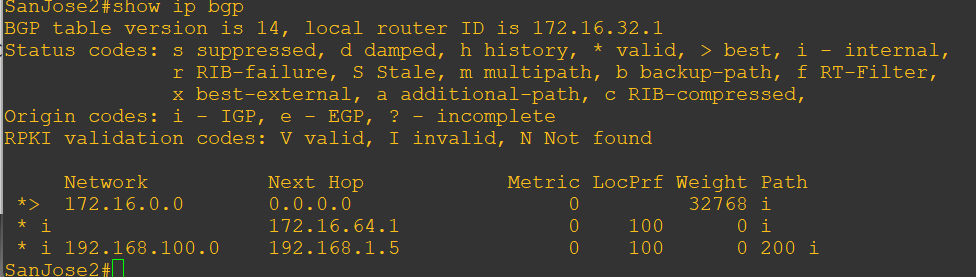 SanJose2#show ip bgp
BGP table version is 14, local router ID is 172.16.32.1
Status codes: s suppressed, d damped, h history, * valid, > best, i - internal,
              r RIB-failure, S Stale, m multipath, b backup-path, f RT-Filter,
              x best-external, a additional-path, c RIB-compressed,
Origin codes: i - IGP, e - EGP, ? - incomplete
RPKI validation codes: V valid, I invalid, N Not found
     Network          Next Hop            Metric LocPrf Weight Path
 *>  172.16.0.0       0.0.0.0                  0         32768 i
 * i                  172.16.64.1              0    100      0 i
 * i 192.168.100.0    192.168.1.5              0    100      0 200 i
SanJose2#